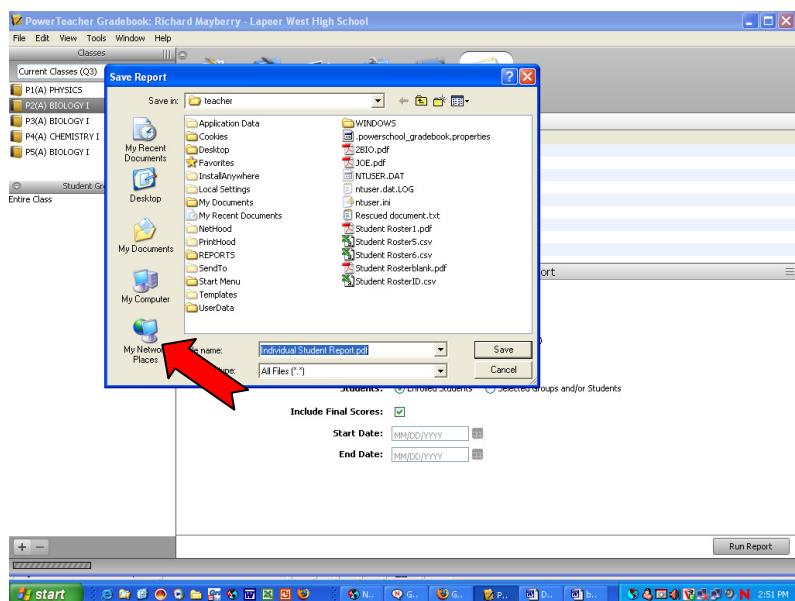 PowerTeacher Gradebook: Richard Mayberry - Lapeer West High School
File Edit View Tools Window Help
Classes
Current Classes (Q3)
P1(A) PHYSICS
P2(A) BIOLOGY I
P3(A) BIOLOGY I
P4(A) CHEMISTRY I
P5(A) BIOLOGY I
Student Gr
Entire Class
Save Report
Save in: teacher
My Recent Documents
Desktop
My Documents
My Computer
My Network Places
Application Data
Cookies
Desktop
Favorites
InstallAnywhere
Local Settings
My Documents
My Recent Documents
NetHood
PrintHood
REPORTS
SendTo
Start Menu
Templates
UserData
WINDOWS
.powerschool_gradebook.properties
2BIO.pdf
JOE.pdf
NTUSER.DAT
ntuser.dat.LOG
ntuser.ini
Rescued document.txt
Student Roster1.pdf
Student Roster5.csv
Student Roster6.csv
Student Rosterblank.pdf
Student RosterID.csv
name: Individual Student Report.pdf
Save
type: All Files (*.*)
Cancel
ort
Students: Enrolled Students Selected Groups and/or Students
Include Final Scores:
Start Date: MM/DD/YYYY
End Date: MM/DD/YYYY
Run Report
start N.. G.. G.. P.. D.. b.. 2:51 PM